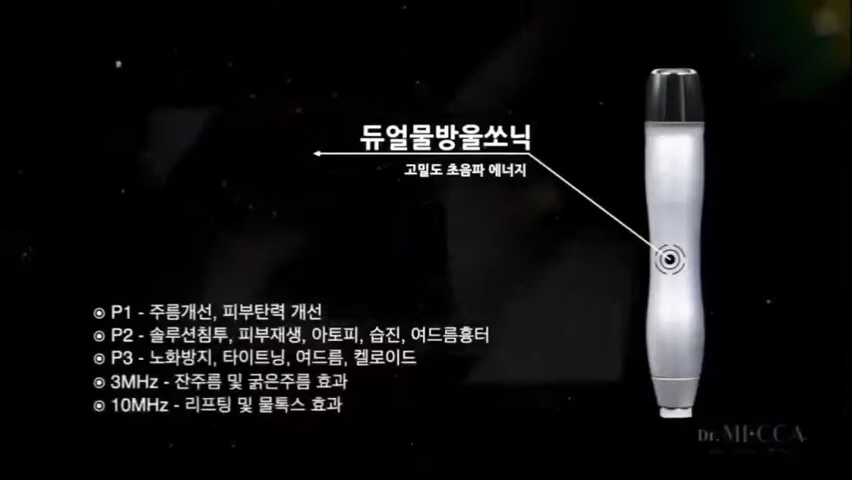 듀얼물방울쏘닉
고밀도 초음파 에너지
P1 - 주름개선, 피부탄력 개선
P2 - 솔루션침투, 피부재생, 아토피, 습진, 여드름흉터
P3 - 노화방지, 타이트닝, 여드름, 켈로이드
3MHz - 잔주름 및 굵은주름 효과
10MHz - 리프팅 및 물톡스 효과
Dr.MECCA